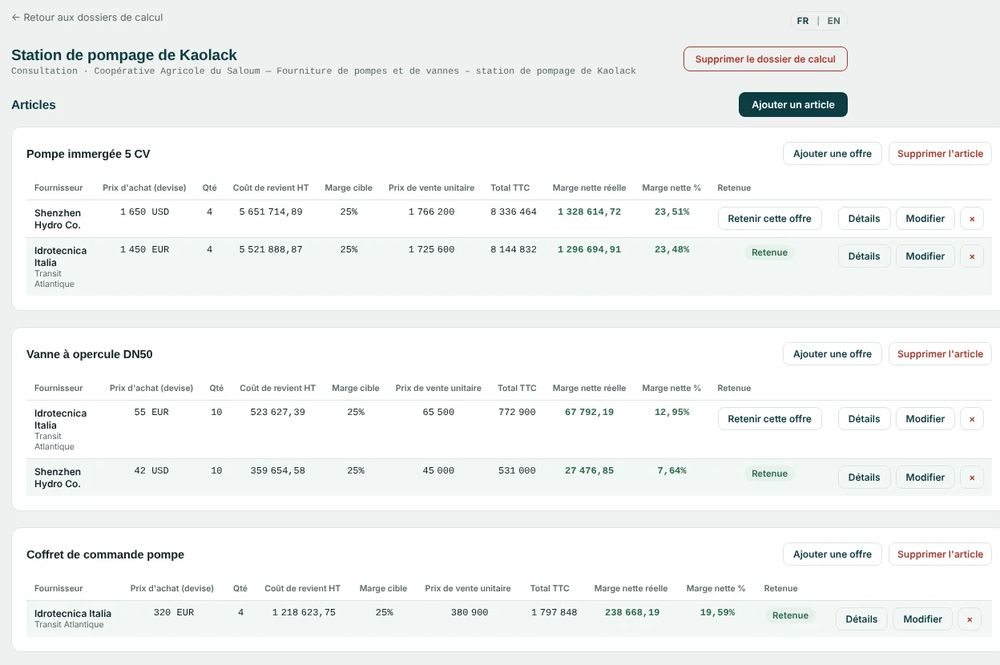 ← Retour aux dossiers de calcul
FR | EN
Station de pompage de Kaolack
Consultation · Coopérative Agricole du Saloum — Fourniture de pompes et de vannes – station de pompage de Kaolack
Supprimer le dossier de calcul
Articles
Ajouter un article
Pompe immergée 5 CV
Ajouter une offre
Supprimer l'article
Fournisseur Prix d'achat (devise) Qté Coût de revient HT Marge cible Prix de vente unitaire Total TTC Marge nette réelle Marge nette % Retenue
Shenzhen Hydro Co. 1 650 USD 4 5 651 714,89 25% 1 766 200 8 336 464 1 328 614,72 23,51% Retenir cette offre Détails Modifier ×
Idrotecnica Italia 1 450 EUR 4 5 521 888,87 25% 1 725 600 8 144 832 1 296 694,91 23,48% Retenue Détails Modifier ×
Transit Atlantique
Vanne à opercule DN50
Ajouter une offre
Supprimer l'article
Fournisseur Prix d'achat (devise) Qté Coût de revient HT Marge cible Prix de vente unitaire Total TTC Marge nette réelle Marge nette % Retenue
Idrotecnica Italia 55 EUR 10 523 627,39 25% 65 500 772 900 67 792,19 12,95% Retenir cette offre Détails Modifier ×
Transit Atlantique
Shenzhen Hydro Co. 42 USD 10 359 654,58 25% 45 000 531 000 27 476,85 7,64% Retenue Détails Modifier ×
Coffret de commande pompe
Ajouter une offre
Supprimer l'article
Fournisseur Prix d'achat (devise) Qté Coût de revient HT Marge cible Prix de vente unitaire Total TTC Marge nette réelle Marge nette % Retenue
Idrotecnica Italia 320 EUR 4 1 218 623,75 25% 380 900 1 797 848 238 668,19 19,59% Retenue Détails Modifier ×
Transit Atlantique